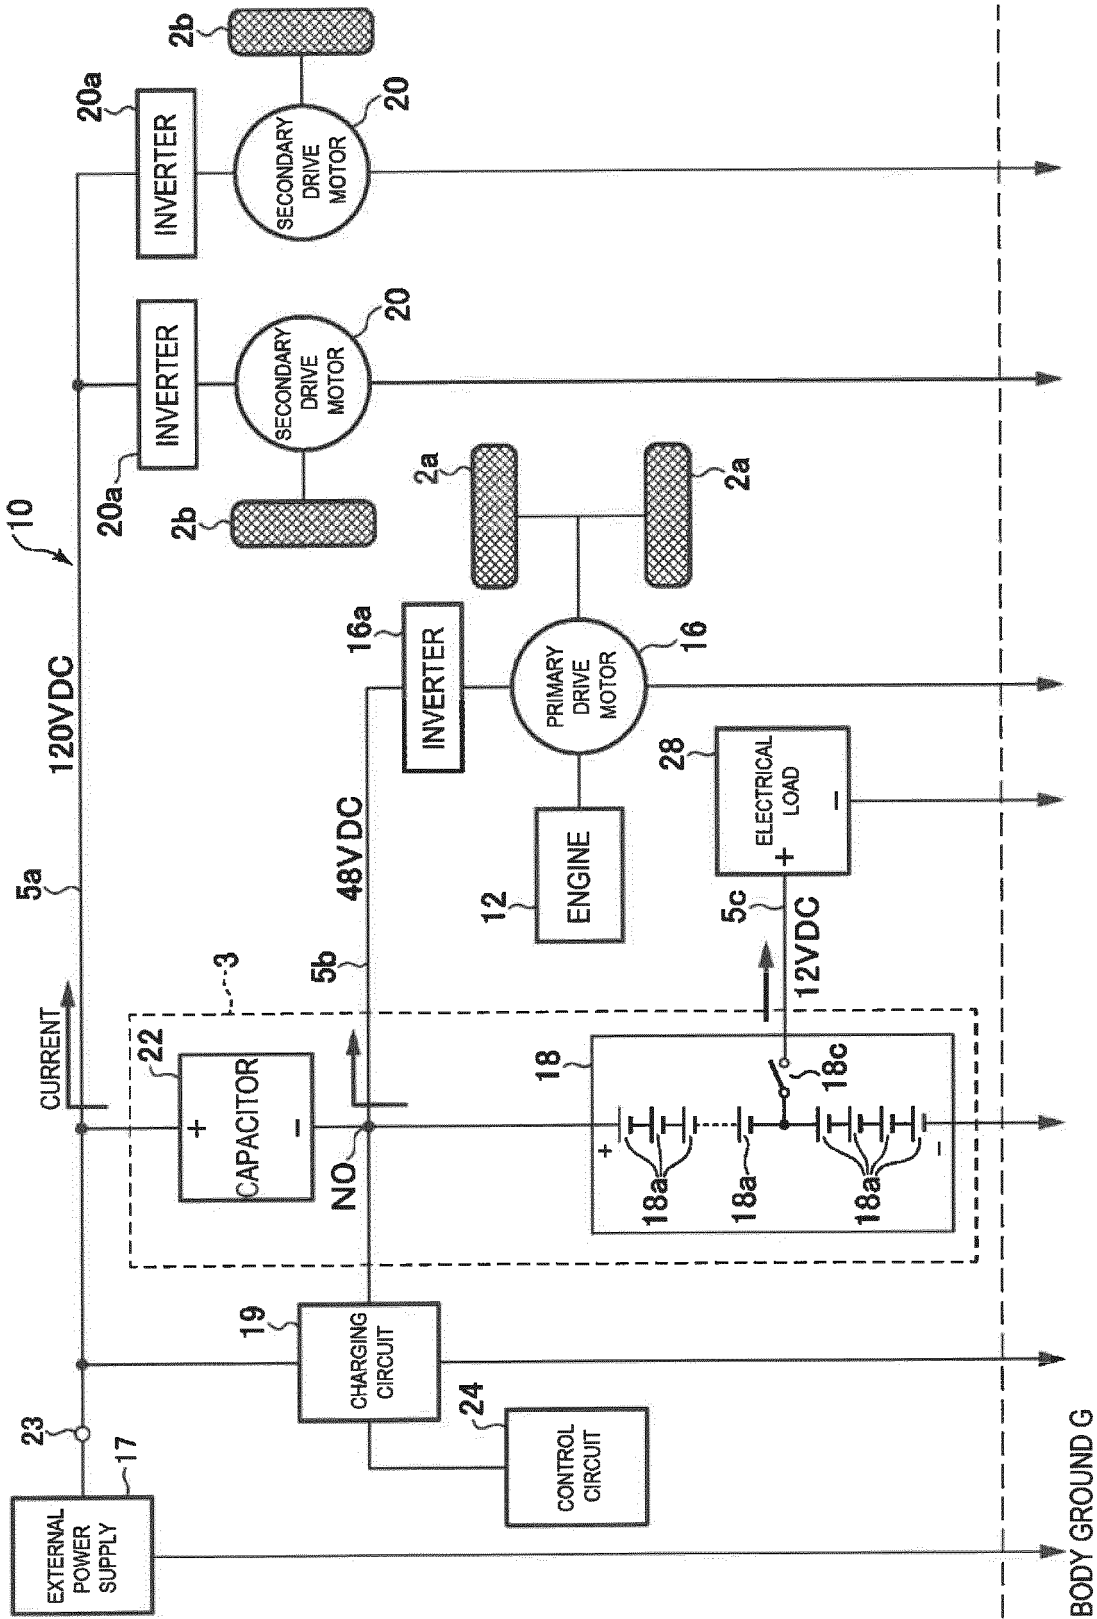 10
EXTERNAL
POWER
SUPPLY
17
23
CURRENT
5a
120VDC
20a
INVERTER
SECONDARY
DRIVE
MOTOR
20
2b
20a
INVERTER
SECONDARY
DRIVE
MOTOR
20
2b
3
22
CAPACITOR
+
−
NO
5b
48VDC
16a
INVERTER
PRIMARY
DRIVE
MOTOR
16
2a
2a
12
ENGINE
19
CHARGING
CIRCUIT
24
CONTROL
CIRCUIT
18
+
18a
18a
18a
−
18c
5c
12VDC
28
ELECTRICAL
LOAD
+
−
BODY GROUND G